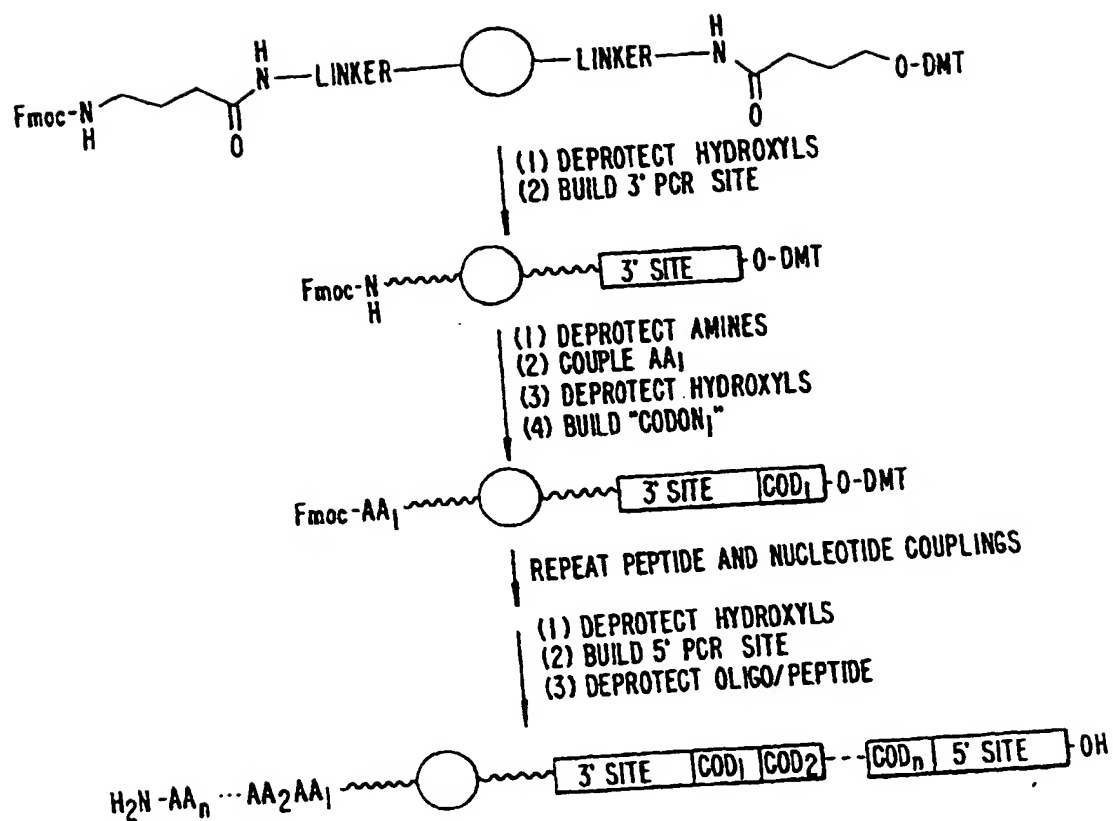 H
N—LINKER— —LINKER—N
H
Fmoc-N
H
O
O
O-DMT
(1) DEPROTECT HYDROXYLS
(2) BUILD 3' PCR SITE
Fmoc-N
H
3' SITE O-DMT
(1) DEPROTECT AMINES
(2) COUPLE AA₁
(3) DEPROTECT HYDROXYLS
(4) BUILD "CODON₁"
Fmoc-AA₁ 3' SITE COD₁ O-DMT
REPEAT PEPTIDE AND NUCLEOTIDE COUPLINGS
(1) DEPROTECT HYDROXYLS
(2) BUILD 5' PCR SITE
(3) DEPROTECT OLIGO/PEPTIDE
H₂N-AAₙ ···AA₂AA₁ 3' SITE COD₁ COD₂ --- CODₙ 5' SITE OH